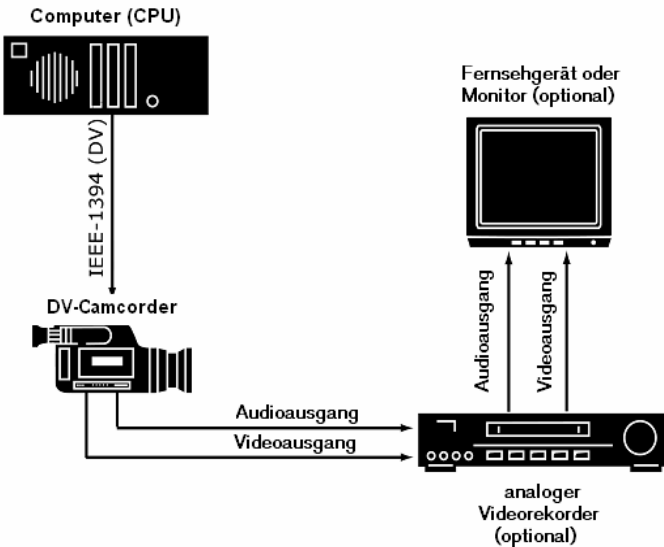 Computer (CPU)
Fernsehgerät oder
Monitor (optional)
IEEE-1394 (DV)
DV-Camcorder
Audioausgang
Videoausgang
Audioausgang
Videoausgang
analoger
Videorekorder
(optional)